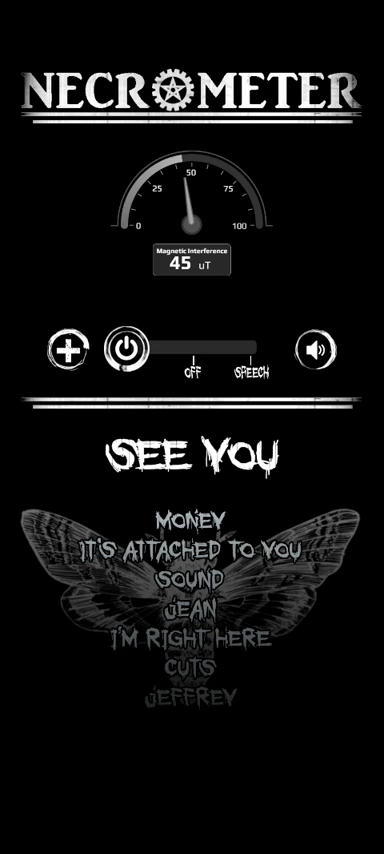 NECROMETER
0 25 50 75 100
Magnetic Interference
45 uT
OFF SPEECH
SEE YOU
MONEY
IT'S ATTACHED TO YOU
SOUND
JEAN
I'M RIGHT HERE
CUTS
JEFFREY